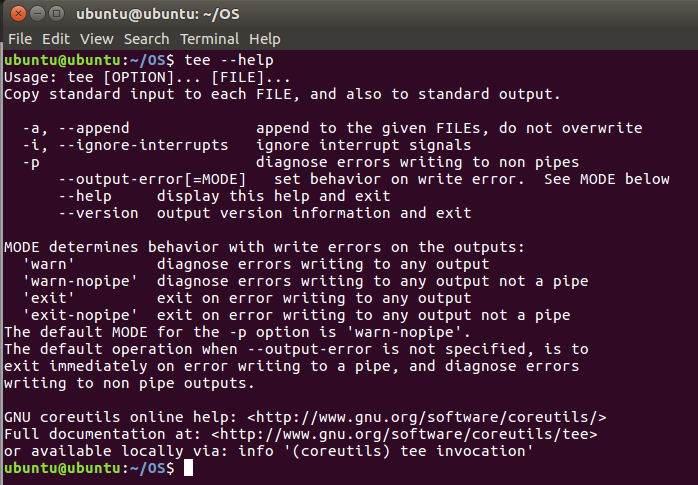 ubuntu@ubuntu: ~/OS
File Edit View Search Terminal Help
ubuntu@ubuntu:~/OS$ tee --help
Usage: tee [OPTION]... [FILE]...
Copy standard input to each FILE, and also to standard output.
-a, --append append to the given FILEs, do not overwrite
-i, --ignore-interrupts ignore interrupt signals
-p diagnose errors writing to non pipes
--output-error[=MODE] set behavior on write error. See MODE below
--help display this help and exit
--version output version information and exit
MODE determines behavior with write errors on the outputs:
'warn' diagnose errors writing to any output
'warn-nopipe' diagnose errors writing to any output not a pipe
'exit' exit on error writing to any output
'exit-nopipe' exit on error writing to any output not a pipe
The default MODE for the -p option is 'warn-nopipe'.
The default operation when --output-error is not specified, is to
exit immediately on error writing to a pipe, and diagnose errors
writing to non pipe outputs.
GNU coreutils online help: <http://www.gnu.org/software/coreutils/>
Full documentation at: <http://www.gnu.org/software/coreutils/tee>
or available locally via: info '(coreutils) tee invocation'
ubuntu@ubuntu:~/OS$